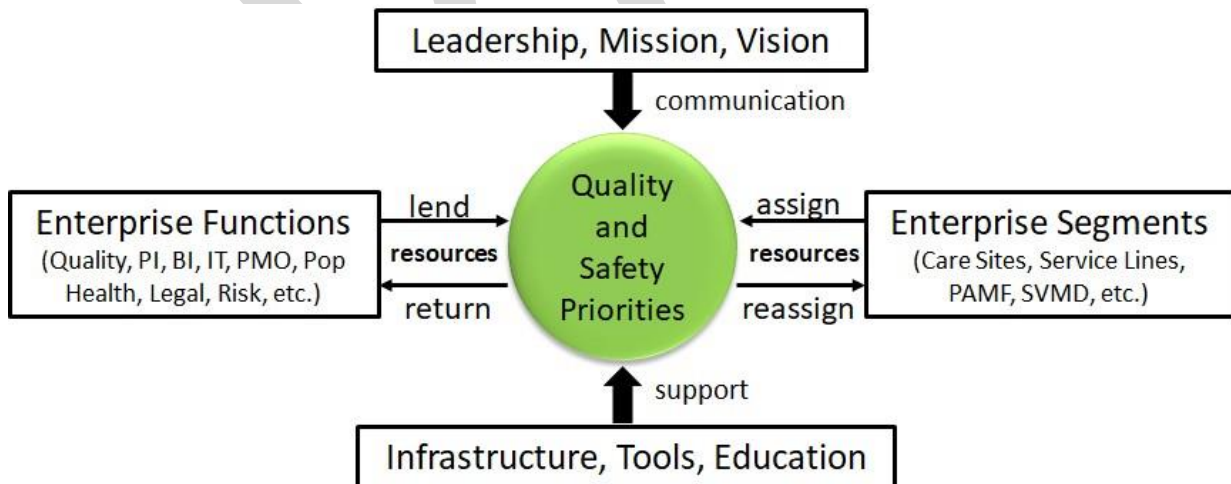 Leadership, Mission, Vision
communication
Enterprise Functions
(Quality, PI, BI, IT, PMO, Pop
Health, Legal, Risk, etc.)
lend
resources
return
Quality
and
Safety
Priorities
assign
resources
reassign
Enterprise Segments
(Care Sites, Service Lines,
PAMF, SVMD, etc.)
support
Infrastructure, Tools, Education